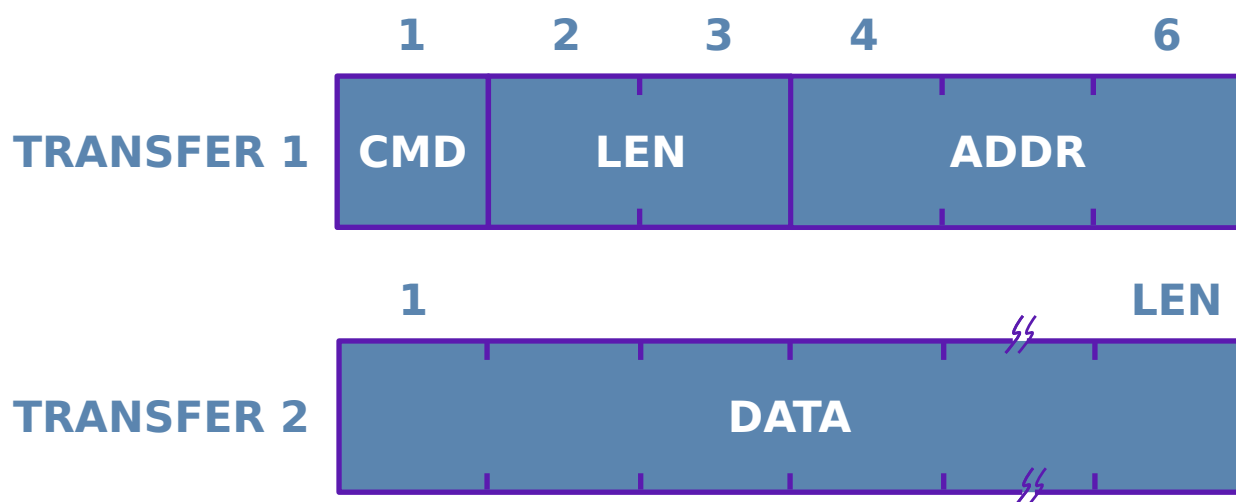 1 2 3 4 6
TRANSFER 1 CMD LEN ADDR
1 LEN
TRANSFER 2 DATA